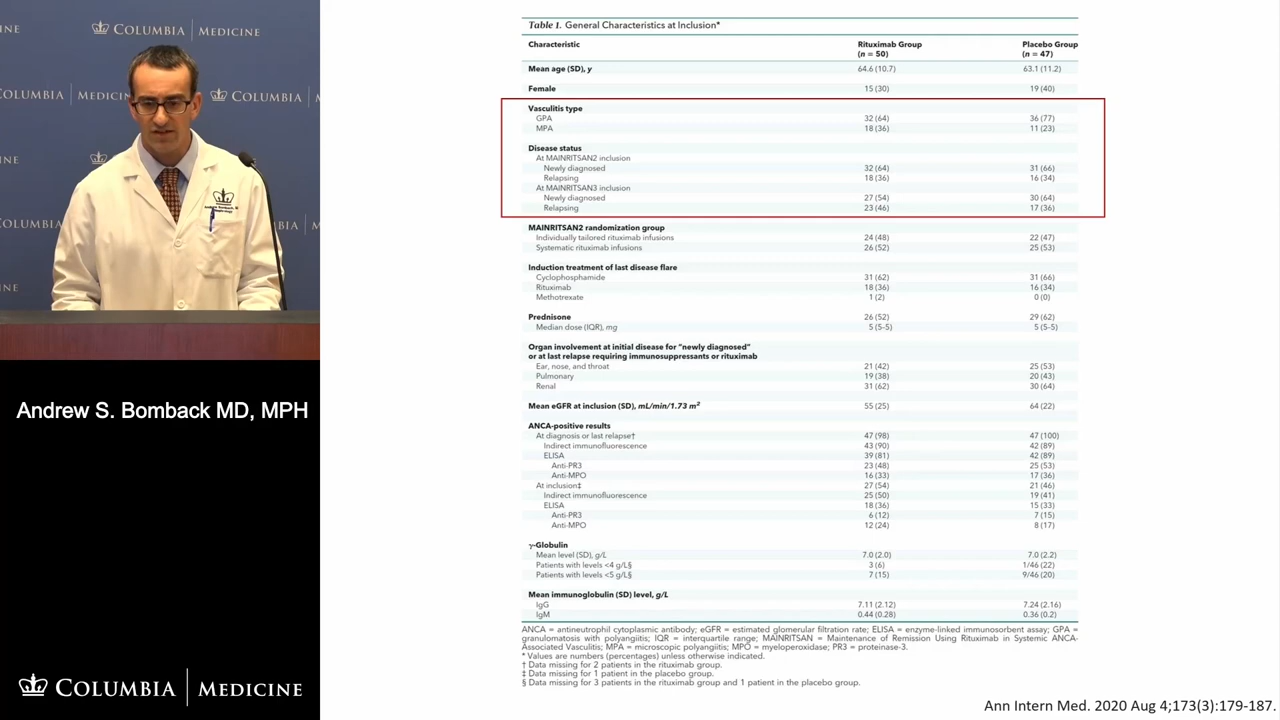 COLUMBIA MEDICINE
COLUMBIA MEDICINE
COLUMBIA
Andrew S. Bomback MD, MPH
COLUMBIA MEDICINE
Table 1. General Characteristics at Inclusion*
Characteristic Rituximab Group (n = 50) Placebo Group (n = 47)
Mean age (SD), y 64.6 (10.7) 63.1 (11.2)
Female 15 (30) 19 (40)
Vasculitis type
GPA 32 (64) 36 (77)
MPA 18 (36) 11 (23)
Disease status
At MAINRITSAN2 inclusion
Newly diagnosed 32 (64) 31 (66)
Relapsing 18 (36) 16 (34)
At MAINRITSAN3 inclusion
Newly diagnosed 27 (54) 30 (64)
Relapsing 23 (46) 17 (36)
MAINRITSAN2 randomization group
Individually tailored rituximab infusions 24 (48) 22 (47)
Systematic rituximab infusions 26 (52) 25 (53)
Induction treatment of last disease flare
Cyclophosphamide 31 (62) 31 (66)
Rituximab 18 (36) 16 (34)
Methotrexate 1 (2) 0 (0)
Prednisone 26 (52) 29 (62)
Median dose (IQR), mg 5 (5-5) 5 (5-5)
Organ involvement at initial disease for "newly diagnosed"
or at last relapse requiring immunosuppressants or rituximab
Ear, nose, and throat 21 (42) 25 (53)
Pulmonary 19 (38) 20 (43)
Renal 31 (62) 30 (64)
Mean eGFR at inclusion (SD), mL/min/1.73 m² 55 (25) 64 (22)
ANCA-positive results
At diagnosis or last relapse† 47 (98) 47 (100)
Indirect immunofluorescence 43 (90) 42 (89)
ELISA 39 (81) 42 (89)
Anti-PR3 23 (48) 25 (53)
Anti-MPO 16 (33) 17 (36)
At inclusion‡ 27 (54) 21 (46)
Indirect immunofluorescence 25 (50) 19 (41)
ELISA 18 (36) 15 (33)
Anti-PR3 6 (12) 7 (15)
Anti-MPO 12 (24) 8 (17)
γ-Globulin
Mean level (SD), g/L 7.0 (2.0) 7.0 (2.2)
Patients with levels <4 g/L§ 3 (6) 1/46 (22)
Patients with levels <5 g/L§ 7 (15) 9/46 (20)
Mean immunoglobulin (SD) level, g/L
IgG 7.11 (2.12) 7.24 (2.16)
IgM 0.44 (0.28) 0.36 (0.2)
ANCA = antineutrophil cytoplasmic antibody; eGFR = estimated glomerular filtration rate; ELISA = enzyme-linked immunosorbent assay; GPA =
granulomatosis with polyangiitis; IQR = interquartile range; MAINRITSAN = Maintenance of Remission Using Rituximab in Systemic ANCA-
Associated Vasculitis; MPA = microscopic polyangiitis; MPO = myeloperoxidase; PR3 = proteinase-3.
* Values are numbers (percentages) unless otherwise indicated.
† Data missing for 2 patients in the rituximab group.
‡ Data missing for 1 patient in the placebo group.
§ Data missing for 3 patients in the rituximab group and 1 patient in the placebo group.
Ann Intern Med. 2020 Aug 4;173(3):179-187.